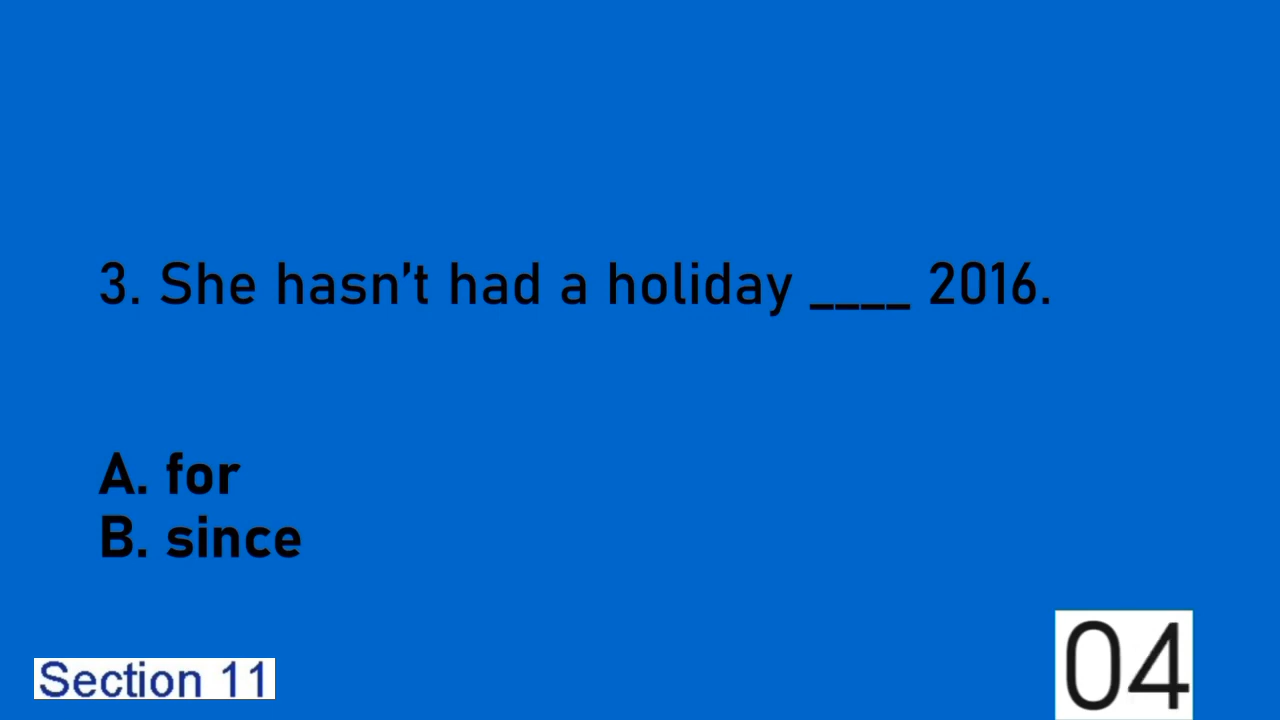 3. She hasn’t had a holiday ____ 2016.
A. for
B. since
Section 11
04